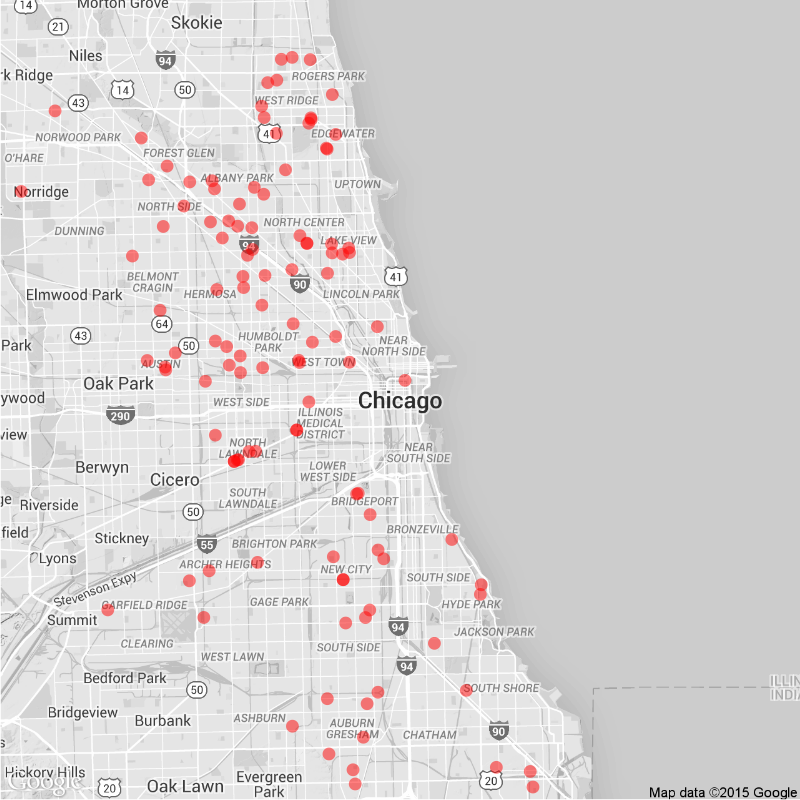 Morton Grove
14
21
Skokie
Niles
94
rk Ridge
ROGERS PARK
14
50
43
WEST RIDGE
NORWOOD PARK
41
EDGEWATER
O'HARE
FOREST GLEN
ALBANY PARK
UPTOWN
Norridge
NORTH SIDE
DUNNING
NORTH CENTER
94
LAKE VIEW
BELMONT
CRAGIN
90
41
Elmwood Park
HERMOSA
LINCOLN PARK
64
43
50
HUMBOLDT
PARK
NEAR
NORTH SIDE
Park
AUSTIN
WEST TOWN
Oak Park
ywood
WEST SIDE
Chicago
290
ILLINOIS
MEDICAL
DISTRICT
view
NORTH
LAWNDALE
NEAR
SOUTH SIDE
Berwyn
Cicero
LOWER
WEST SIDE
ge
Riverside
SOUTH
LAWNDALE
BRIDGEPORT
50
field
Stickney
BRONZEVILLE
55
BRIGHTON PARK
Lyons
ARCHER HEIGHTS
NEW CITY
SOUTH SIDE
Stevenson Expy
GARFIELD RIDGE
GAGE PARK
HYDE PARK
Summit
94
JACKSON PARK
CLEARING
SOUTH SIDE
WEST LAWN
94
Bedford Park
50
SOUTH SHORE
ILLIN
INDIA
Bridgeview
Burbank
ASHBURN
AUBURN
GRESHAM
CHATHAM
90
Hickory Hills
Google
20
Oak Lawn
Evergreen
Park
20
Map data ©2015 Google